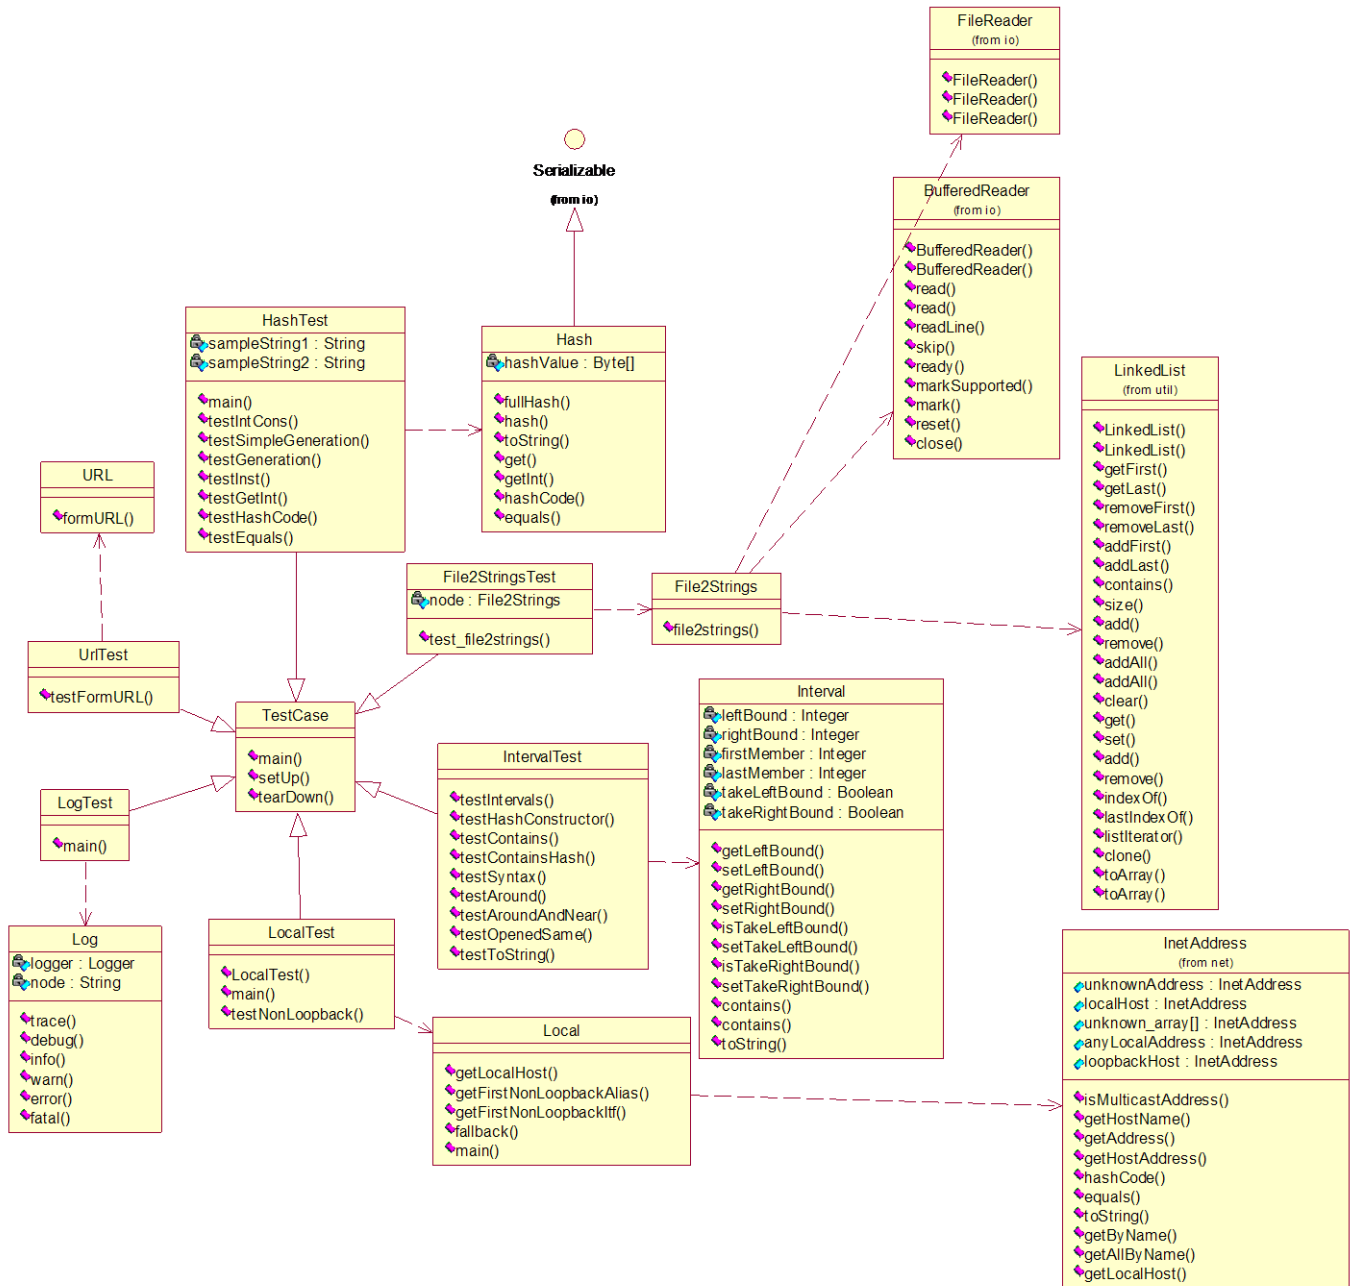 FileReader
(from io)
FileReader()
FileReader()
FileReader()
Serializable
(from io)
BufferedReader
(from io)
BufferedReader()
BufferedReader()
read()
read()
readLine()
skip()
ready()
markSupported()
mark()
reset()
close()
HashTest
sampleString1 : String
sampleString2 : String
main()
testIntCons()
testSimpleGeneration()
testGeneration()
testInst()
testGetInt()
testHashCode()
testEquals()
Hash
hashValue : Byte[]
fullHash()
hash()
toString()
get()
getInt()
hashCode()
equals()
LinkedList
(from util)
LinkedList()
LinkedList()
getFirst()
getLast()
removeFirst()
removeLast()
addFirst()
addLast()
contains()
size()
add()
remove()
addAll()
addAll()
clear()
get()
set()
add()
remove()
indexOf()
lastIndexOf()
listIterator()
clone()
toArray()
toArray()
URL
formURL()
File2StringsTest
node : File2Strings
test_file2strings()
File2Strings
file2strings()
UrlTest
testFormURL()
TestCase
main()
setUp()
tearDown()
Interval
leftBound : Integer
rightBound : Integer
firstMember : Integer
lastMember : Integer
takeLeftBound : Boolean
takeRightBound : Boolean
getLeftBound()
setLeftBound()
getRightBound()
setRightBound()
isTakeLeftBound()
setTakeLeftBound()
isTakeRightBound()
setTakeRightBound()
contains()
contains()
toString()
IntervalTest
testIntervals()
testHashConstructor()
testContains()
testContainsHash()
testSyntax()
testAround()
testAroundAndNear()
testOpenedSame()
testToString()
LogTest
main()
Log
logger : Logger
node : String
trace()
debug()
info()
warn()
error()
fatal()
LocalTest
LocalTest()
main()
testNonLoopback()
Local
getLocalHost()
getFirstNonLoopbackAlias()
getFirstNonLoopbackItf()
fallback()
main()
InetAddress
(from net)
unknownAddress : InetAddress
localHost : InetAddress
unknown_array[] : InetAddress
anyLocalAddress : InetAddress
loopbackHost : InetAddress
isMulticastAddress()
getHostName()
getAddress()
getHostAddress()
hashCode()
equals()
toString()
getByName()
getAllByName()
getLocalHost()